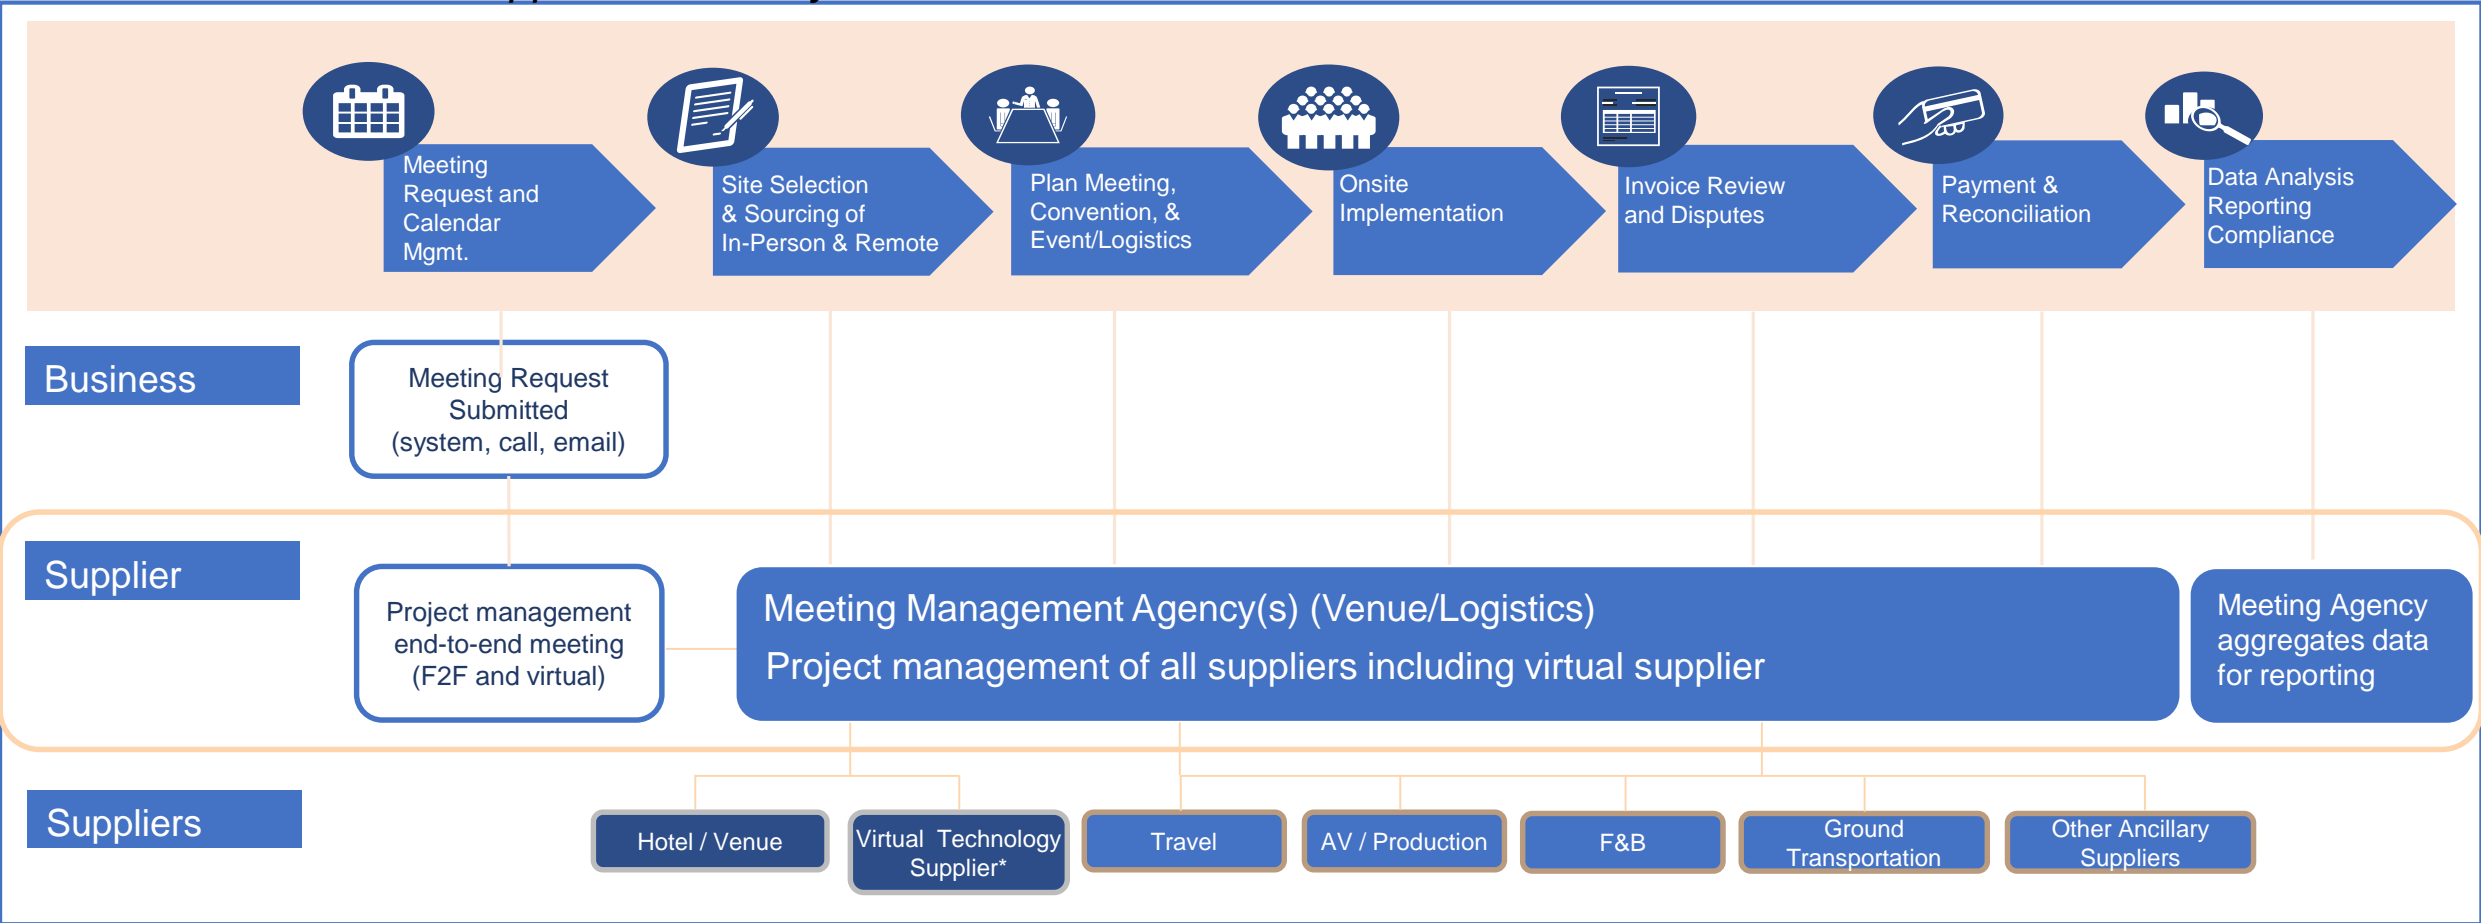 Meeting
Request and
Calendar
Mgmt.
Site Selection
& Sourcing of
In-Person & Remote
Plan Meeting,
Convention, &
Event/Logistics
Onsite
Implementation
Invoice Review
and Disputes
Payment &
Reconciliation
Data Analysis
Reporting
Compliance
Business
Meeting Request
Submitted
(system, call, email)
Supplier
Project management
end-to-end meeting
(F2F and virtual)
Meeting Management Agency(s) (Venue/Logistics)
Project management of all suppliers including virtual supplier
Meeting Agency
aggregates data
for reporting
Suppliers
Hotel / Venue
Virtual Technology
Supplier*
Travel
AV / Production
F&B
Ground
Transportation
Other Ancillary
Suppliers